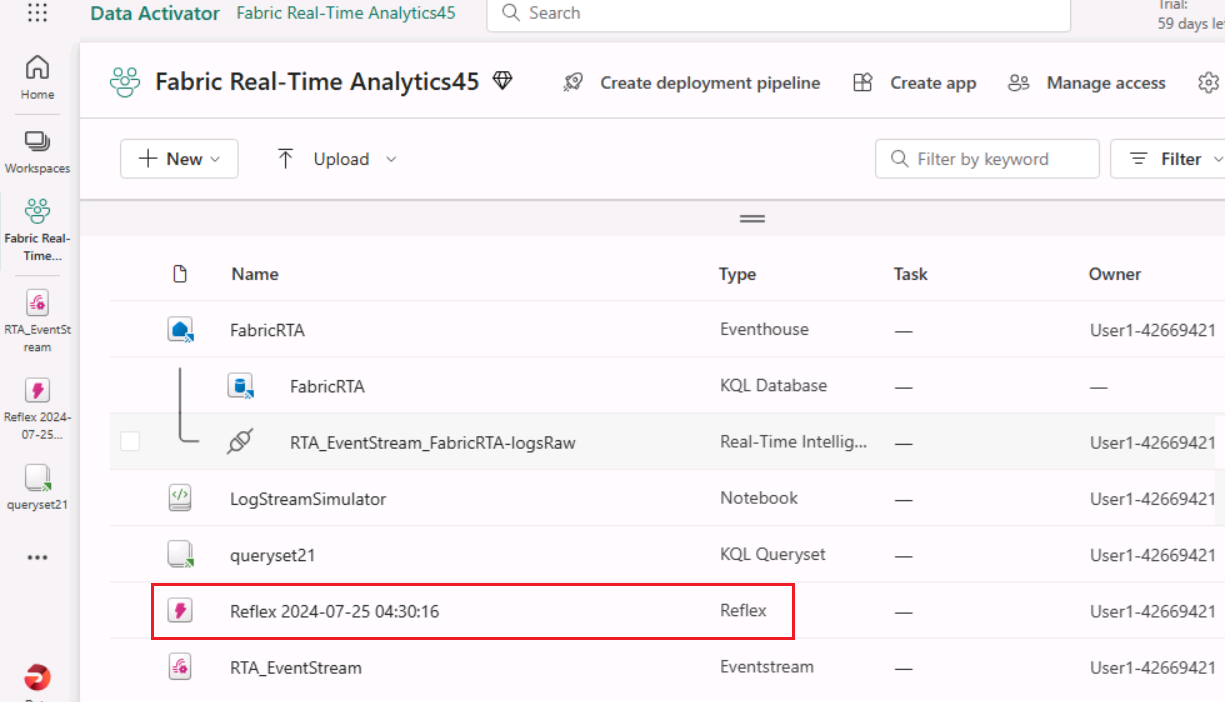 Data Activator Fabric Real-Time Analytics45 Search
Trial:
59 days le
Home
Workspaces
Fabric Real-
Time...
RTA_EventSt
ream
Reflex 2024-
07-25...
queryset21
Fabric Real-Time Analytics45 Create deployment pipeline Create app Manage access
New Upload Filter by keyword Filter
Name Type Task Owner
FabricRTA Eventhouse — User1-42669421
FabricRTA KQL Database — —
RTA_EventStream_FabricRTA-logsRaw Real-Time Intellig... — User1-42669421
LogStreamSimulator Notebook — User1-42669421
queryset21 KQL Queryset — User1-42669421
Reflex 2024-07-25 04:30:16 Reflex — User1-42669421
RTA_EventStream Eventstream — User1-42669421